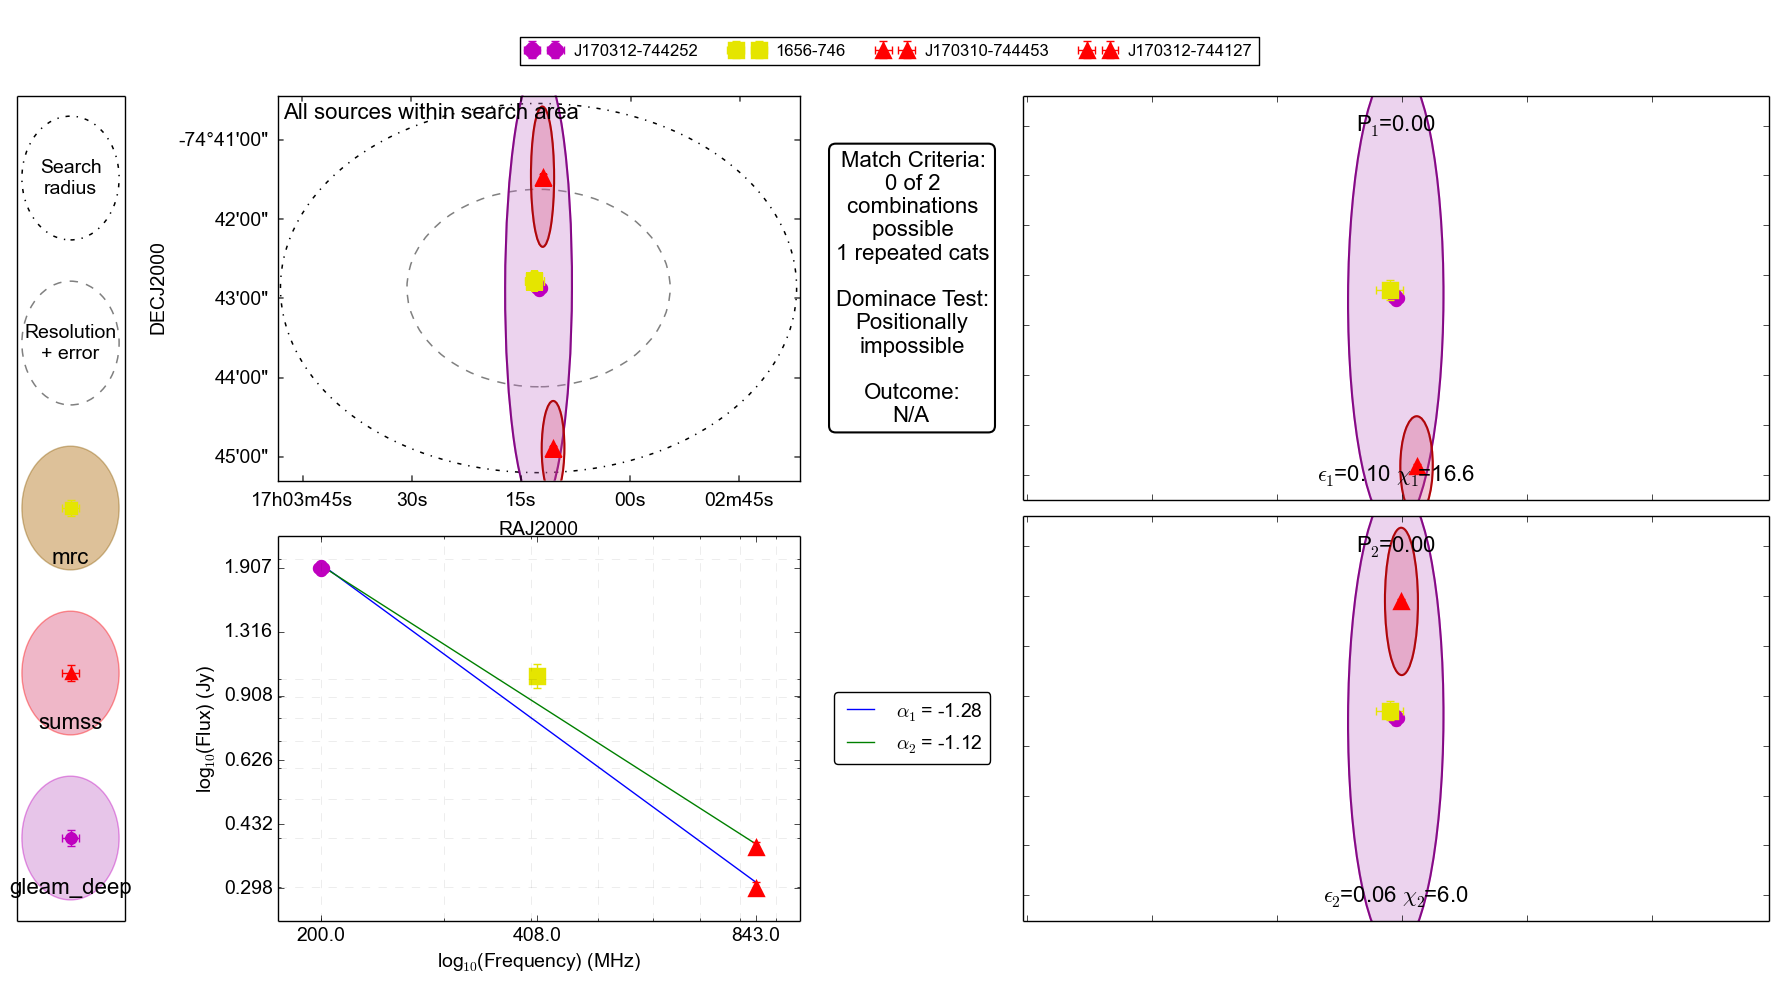 J170312-744252 1656-746 J170310-744453 J170312-744127
Search
radius
Resolution
+ error
mrc
sumss
gleam_deep
All sources within search area
DECJ2000
-74°41'00"
42'00"
43'00"
44'00"
45'00"
17h03m45s 30s 15s 00s 02m45s
RAJ2000
Match Criteria:
0 of 2
combinations
possible
1 repeated cats
Dominace Test:
Positionally
impossible
Outcome:
N/A
P₁=0.00
ϵ₁=0.10 χ₁=16.6
log₁₀(Flux) (Jy)
1.907
1.316
0.908
0.626
0.432
0.298
200.0 408.0 843.0
log₁₀(Frequency) (MHz)
α₁ = -1.28
α₂ = -1.12
P₂=0.00
ϵ₂=0.06 χ₂=6.0